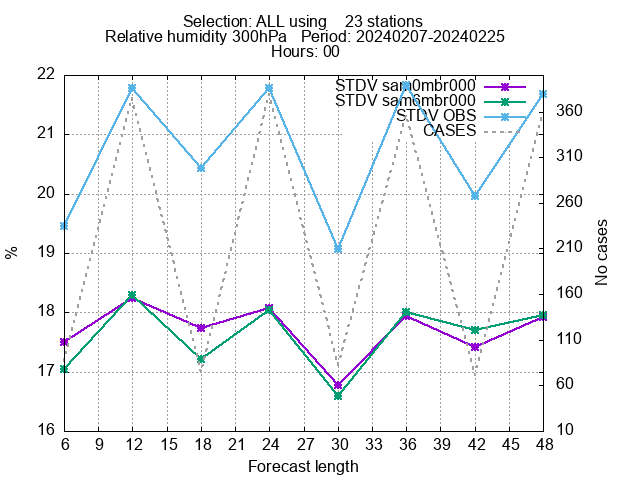 Selection: ALL using 23 stations
Relative humidity 300hPa Period: 20240207-20240225
Hours: 00
STDV sam0mbr000
STDV sam6mbr000
STDV OBS
CASES
22
21
20
19
18
17
16
%
360
310
260
210
160
110
60
10
No cases
6 9 12 15 18 21 24 27 30 33 36 39 42 45 48
Forecast length